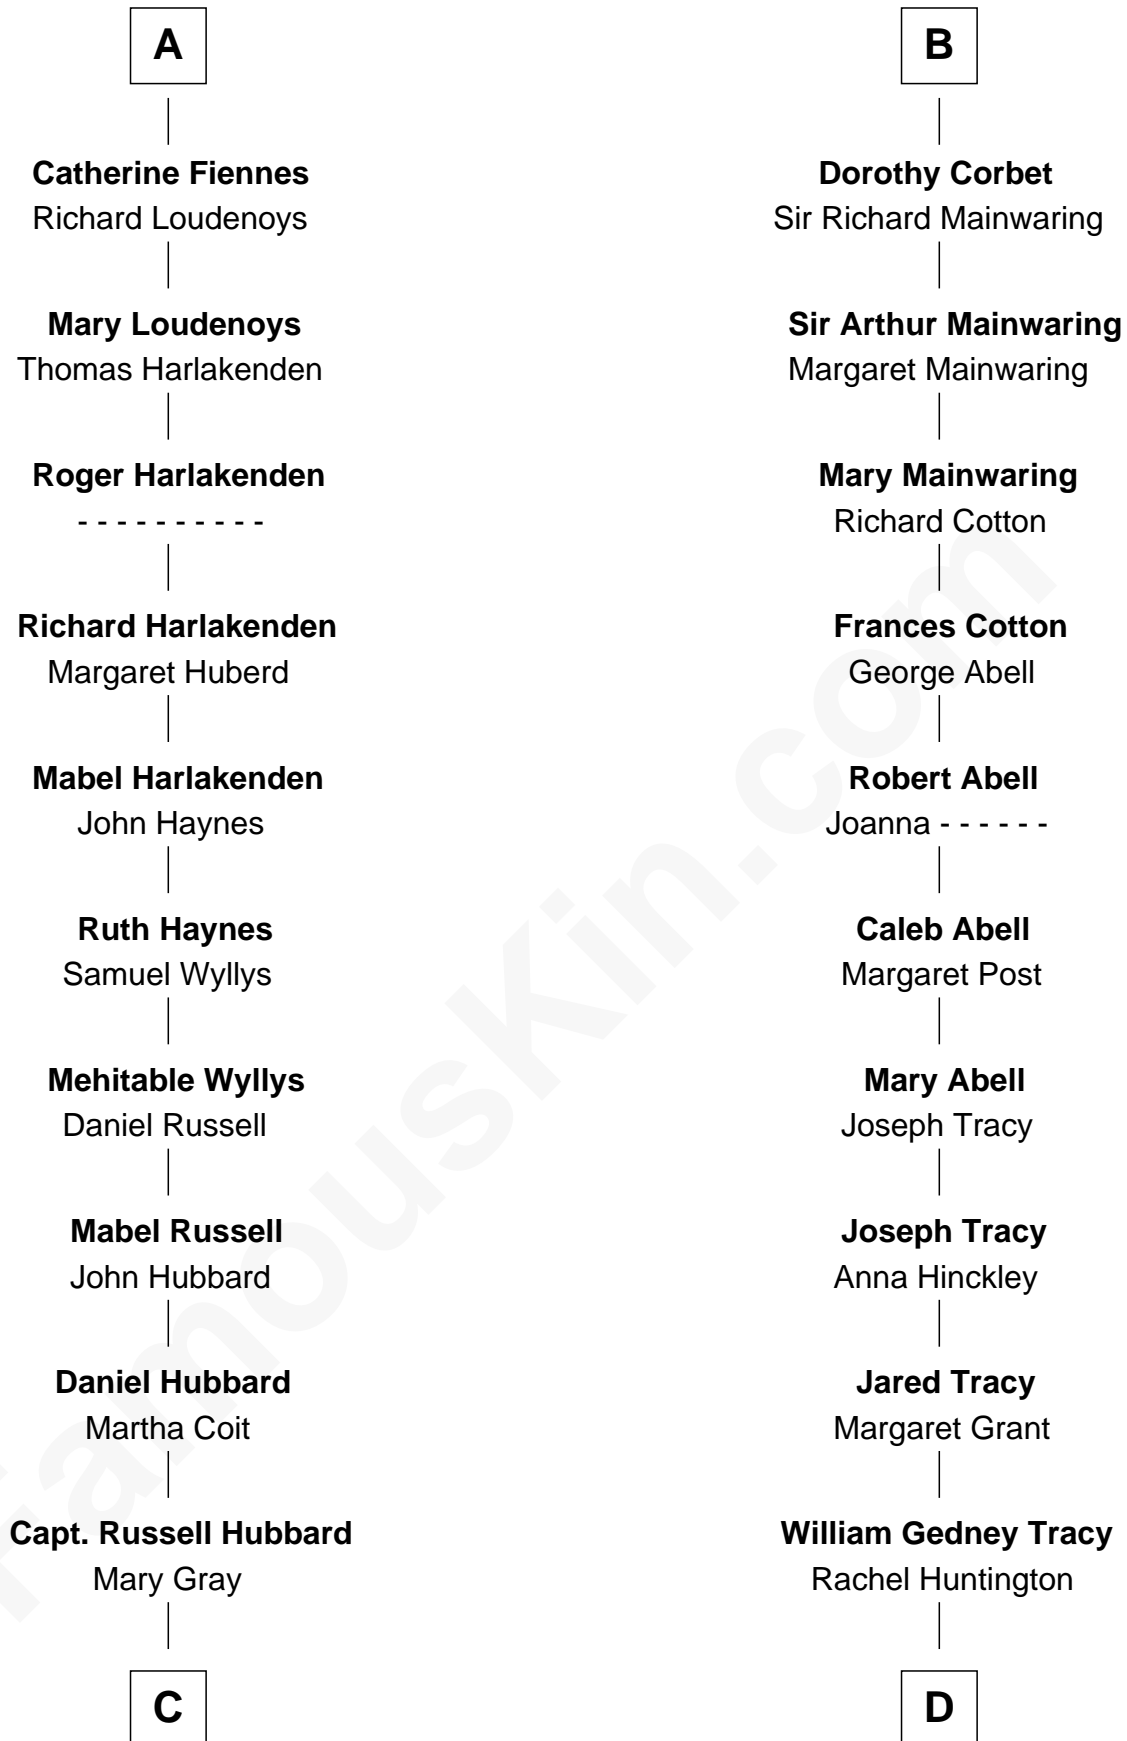 A
Catherine Fiennes
Richard Loudenoys
Mary Loudenoys
Thomas Harlakenden
Roger Harlakenden
- - - - - - - - - -
Richard Harlakenden
Margaret Huberd
Mabel Harlakenden
John Haynes
Ruth Haynes
Samuel Wyllys
Mehitable Wyllys
Daniel Russell
Mabel Russell
John Hubbard
Daniel Hubbard
Martha Coit
Capt. Russell Hubbard
Mary Gray
C
B
Dorothy Corbet
Sir Richard Mainwaring
Sir Arthur Mainwaring
Margaret Mainwaring
Mary Mainwaring
Richard Cotton
Frances Cotton
George Abell
Robert Abell
Joanna - - - - - -
Caleb Abell
Margaret Post
Mary Abell
Joseph Tracy
Joseph Tracy
Anna Hinckley
Jared Tracy
Margaret Grant
William Gedney Tracy
Rachel Huntington
D
FamousKin.com